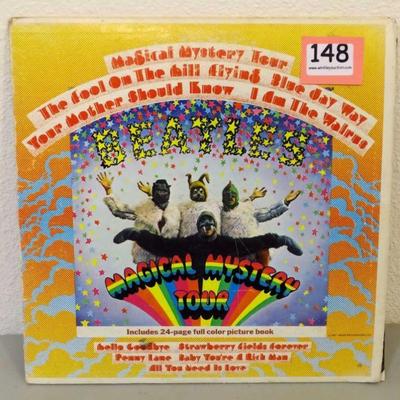 Magical Mystery Tour
The Fool On The Hill Flying Blue Jay Way
Your Mother Should Know I Am The Walrus
148
BEATLES
MAGICAL MYSTERY
TOUR
Includes 24-page full color picture book
Hello Goodbye Strawberry Fields Forever
Penny Lane Baby You're A Rich Man
All You Need Is Love